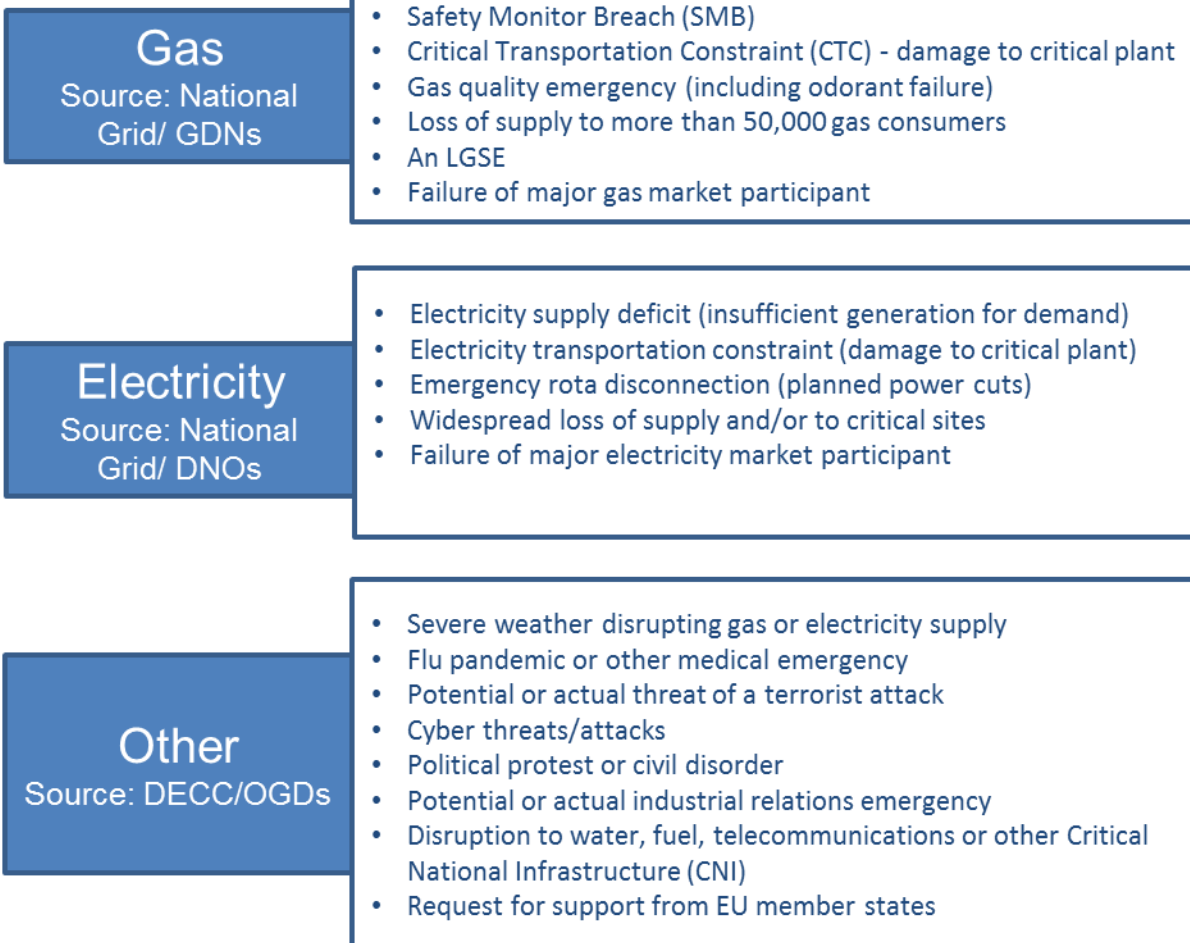 Gas
Source: National
Grid/ GDNs
• Safety Monitor Breach (SMB)
• Critical Transportation Constraint (CTC) - damage to critical plant
• Gas quality emergency (including odorant failure)
• Loss of supply to more than 50,000 gas consumers
• An LGSE
• Failure of major gas market participant
Electricity
Source: National
Grid/ DNOs
• Electricity supply deficit (insufficient generation for demand)
• Electricity transportation constraint (damage to critical plant)
• Emergency rota disconnection (planned power cuts)
• Widespread loss of supply and/or to critical sites
• Failure of major electricity market participant
Other
Source: DECC/OGDs
• Severe weather disrupting gas or electricity supply
• Flu pandemic or other medical emergency
• Potential or actual threat of a terrorist attack
• Cyber threats/attacks
• Political protest or civil disorder
• Potential or actual industrial relations emergency
• Disruption to water, fuel, telecommunications or other Critical
National Infrastructure (CNI)
• Request for support from EU member states